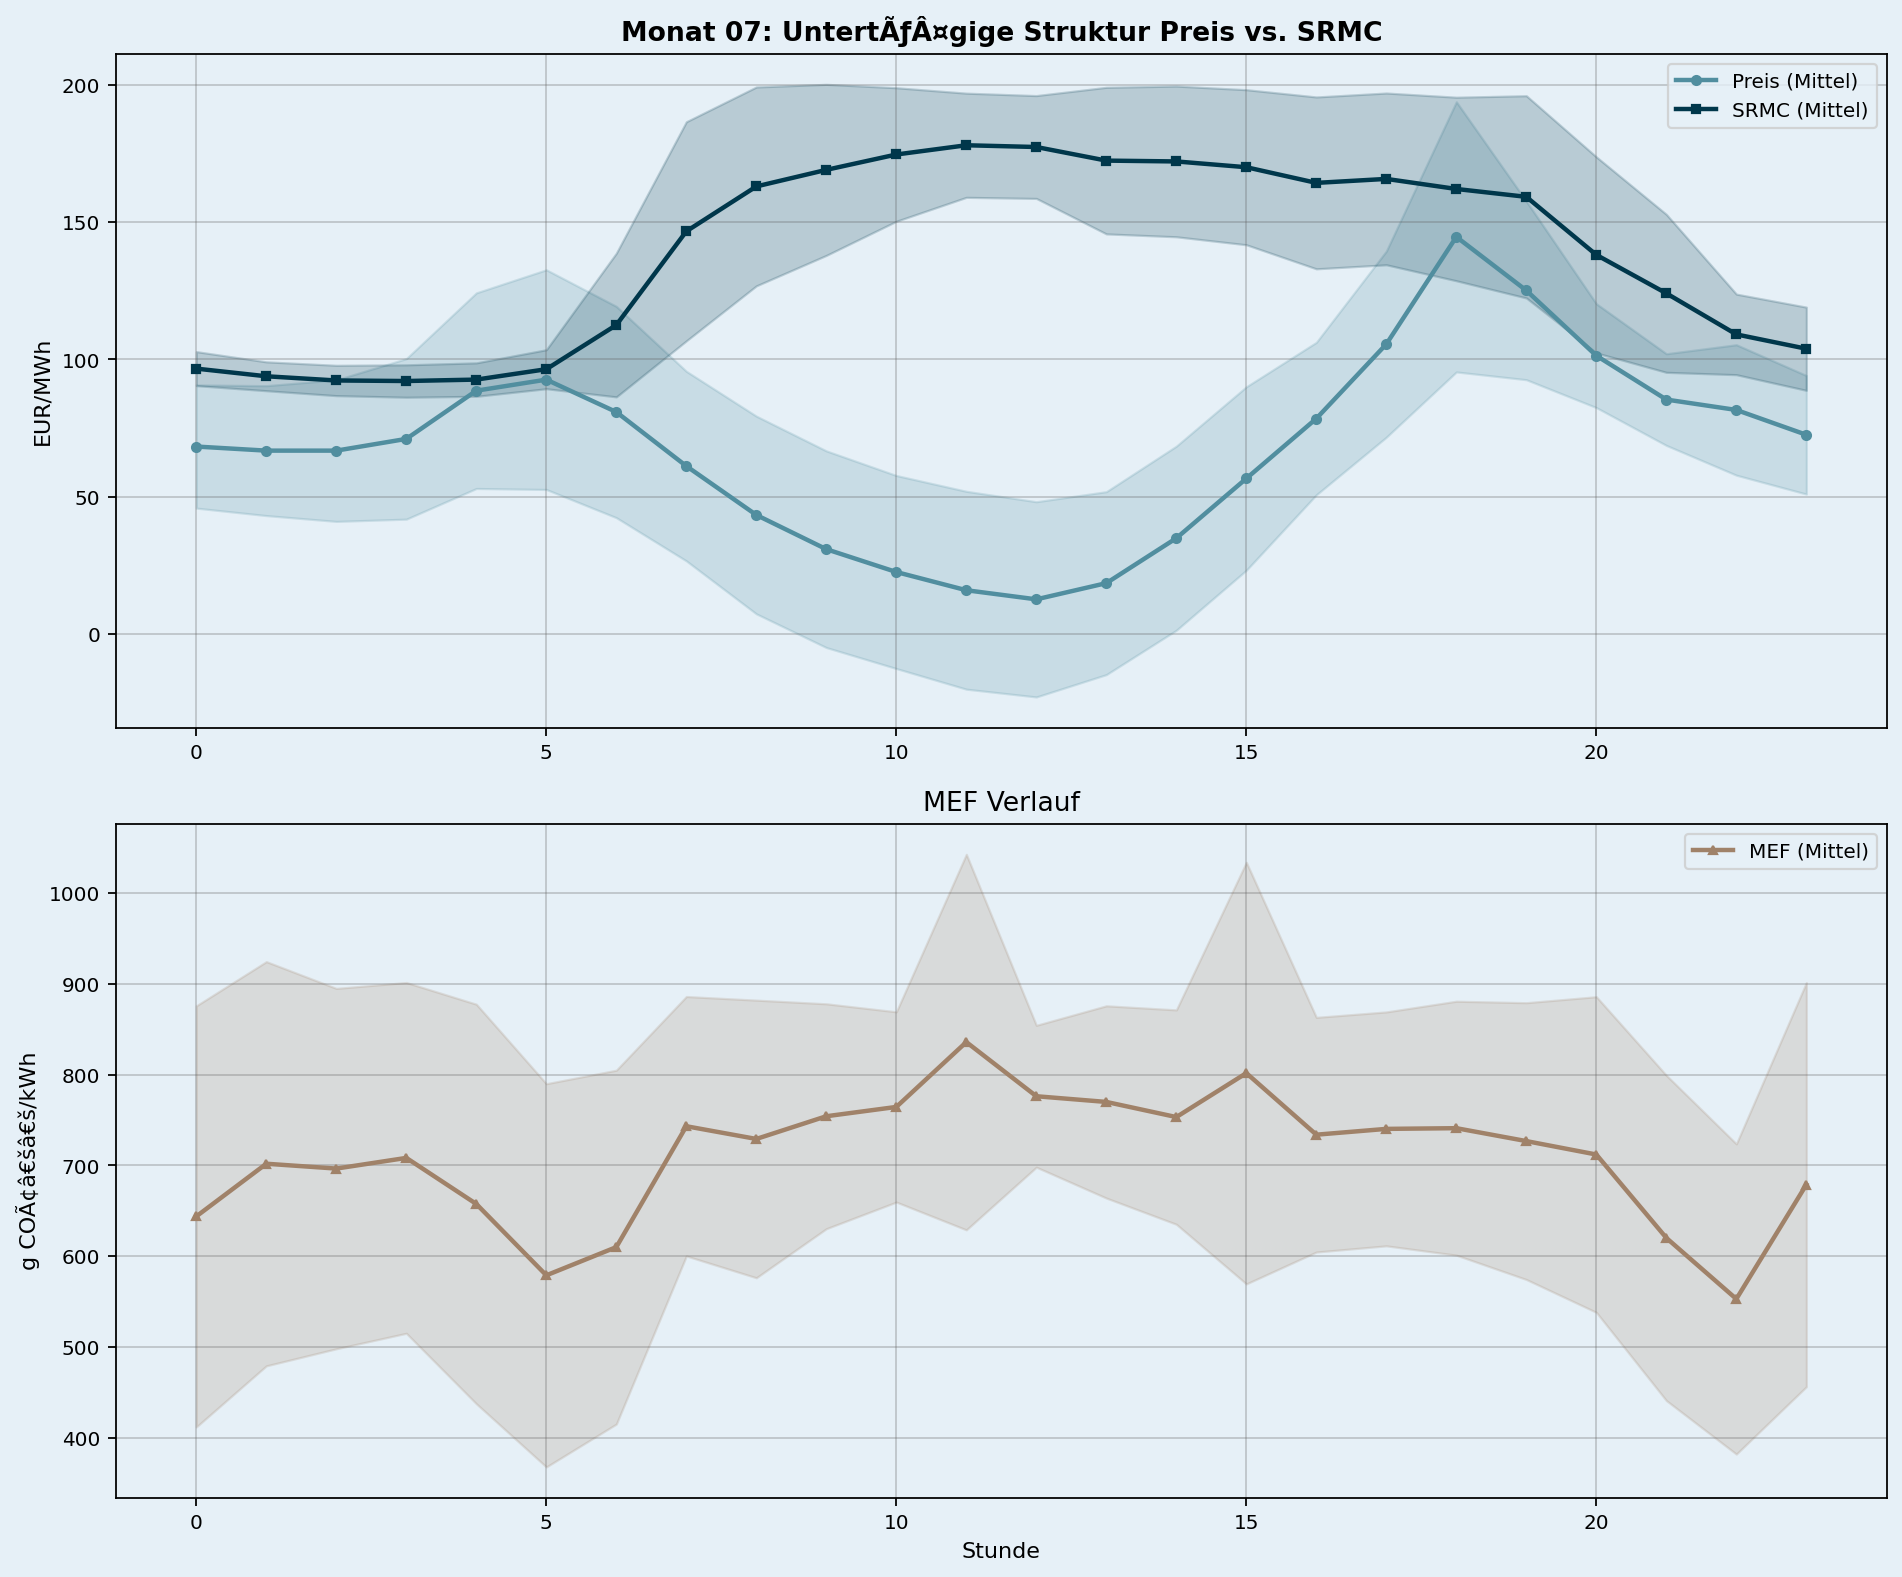 Monat 07: UntertÃƒÂ¤gige Struktur Preis vs. SRMC
Preis (Mittel)
SRMC (Mittel)
EUR/MWh
200
150
100
50
0
0 5 10 15 20
MEF Verlauf
MEF (Mittel)
g COÃ¢â€šâ€š/kWh
1000
900
800
700
600
500
400
0 5 10 15 20
Stunde